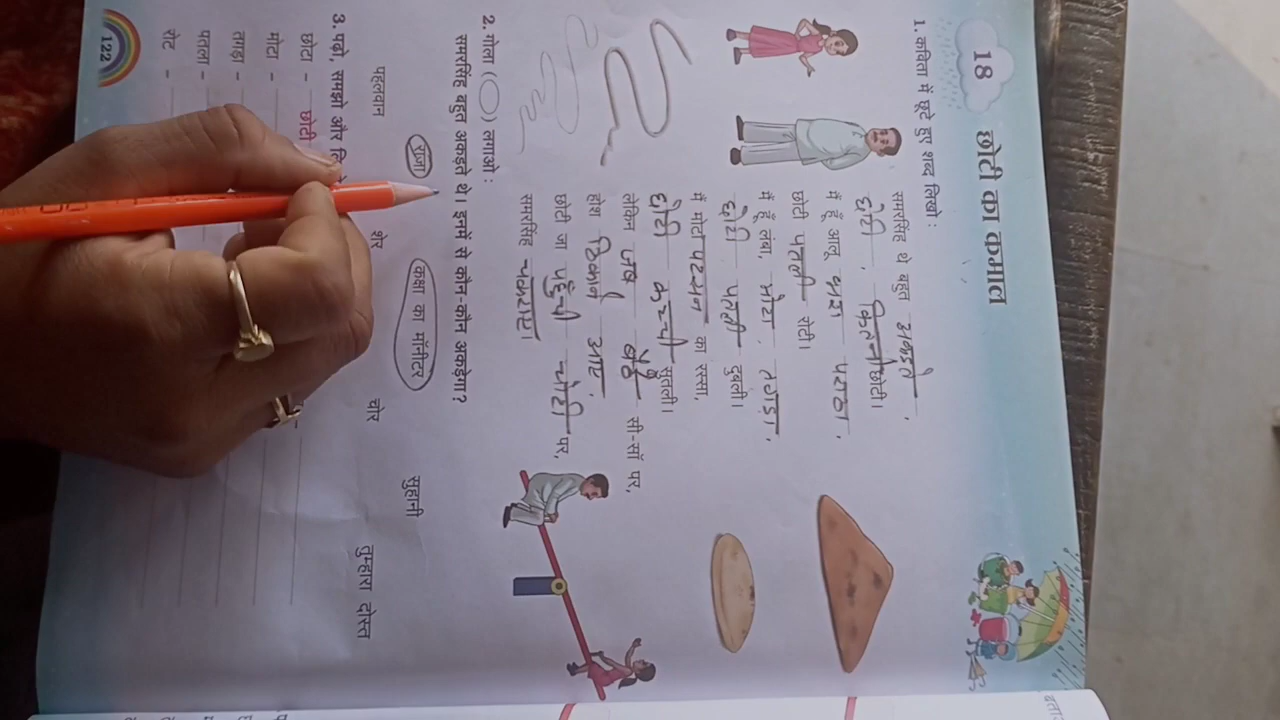 18 छोटी का कमाल
1. कविता में छूटे हुए शब्द लिखो :
समरसिंह थे बहुत अकड़ते,
छोटी, कितनी छोटी।
मैं हूँ आलू भरा पराठा,
छोटी पतली रोटी।
मैं हूँ लंबा, मोटा, तगड़ा,
छोटी पतली दुबली।
मैं मोटा पटसन का रस्सा,
छोटी कच्ची सुतली।
लेकिन जब बैठे सी-सॉ पर,
होश ठिकाने आए,
छोटी जा पहुँची चोटी पर,
समरसिंह चकराए।
2. गोला ( ) लगाओ :
समरसिंह बहुत अकड़ते थे। इनमें से कौन-कौन अकड़ेगा?
पहलवान राजा शेर कक्षा का मॉनीटर चोर सुहानी तुम्हारा दोस्त
3. पढ़ो, समझो और
छोटा - छोटी
मोटा -
तगड़ा -
पतला -
सेठ -
122